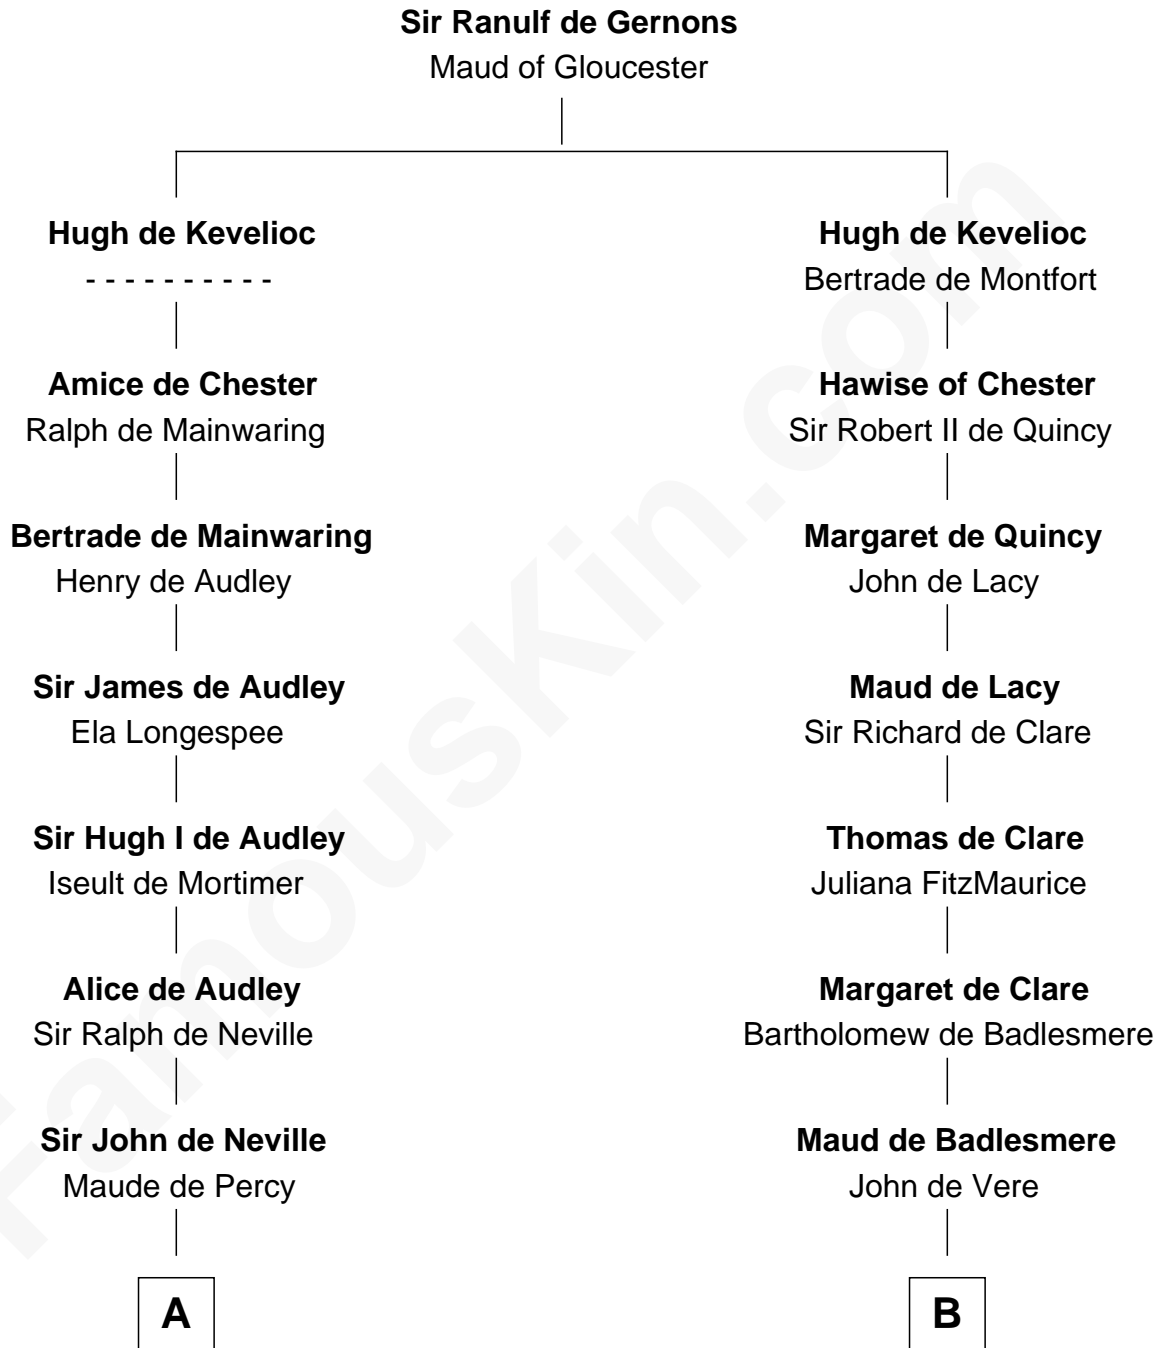 Sir Ranulf de Gernons
Maud of Gloucester
Hugh de Kevelioc
- - - - - - - - - -
Amice de Chester
Ralph de Mainwaring
Bertrade de Mainwaring
Henry de Audley
Sir James de Audley
Ela Longespee
Sir Hugh I de Audley
Iseult de Mortimer
Alice de Audley
Sir Ralph de Neville
Sir John de Neville
Maude de Percy
A
Hugh de Kevelioc
Bertrade de Montfort
Hawise of Chester
Sir Robert II de Quincy
Margaret de Quincy
John de Lacy
Maud de Lacy
Sir Richard de Clare
Thomas de Clare
Juliana FitzMaurice
Margaret de Clare
Bartholomew de Badlesmere
Maud de Badlesmere
John de Vere
B
FamousKin.com